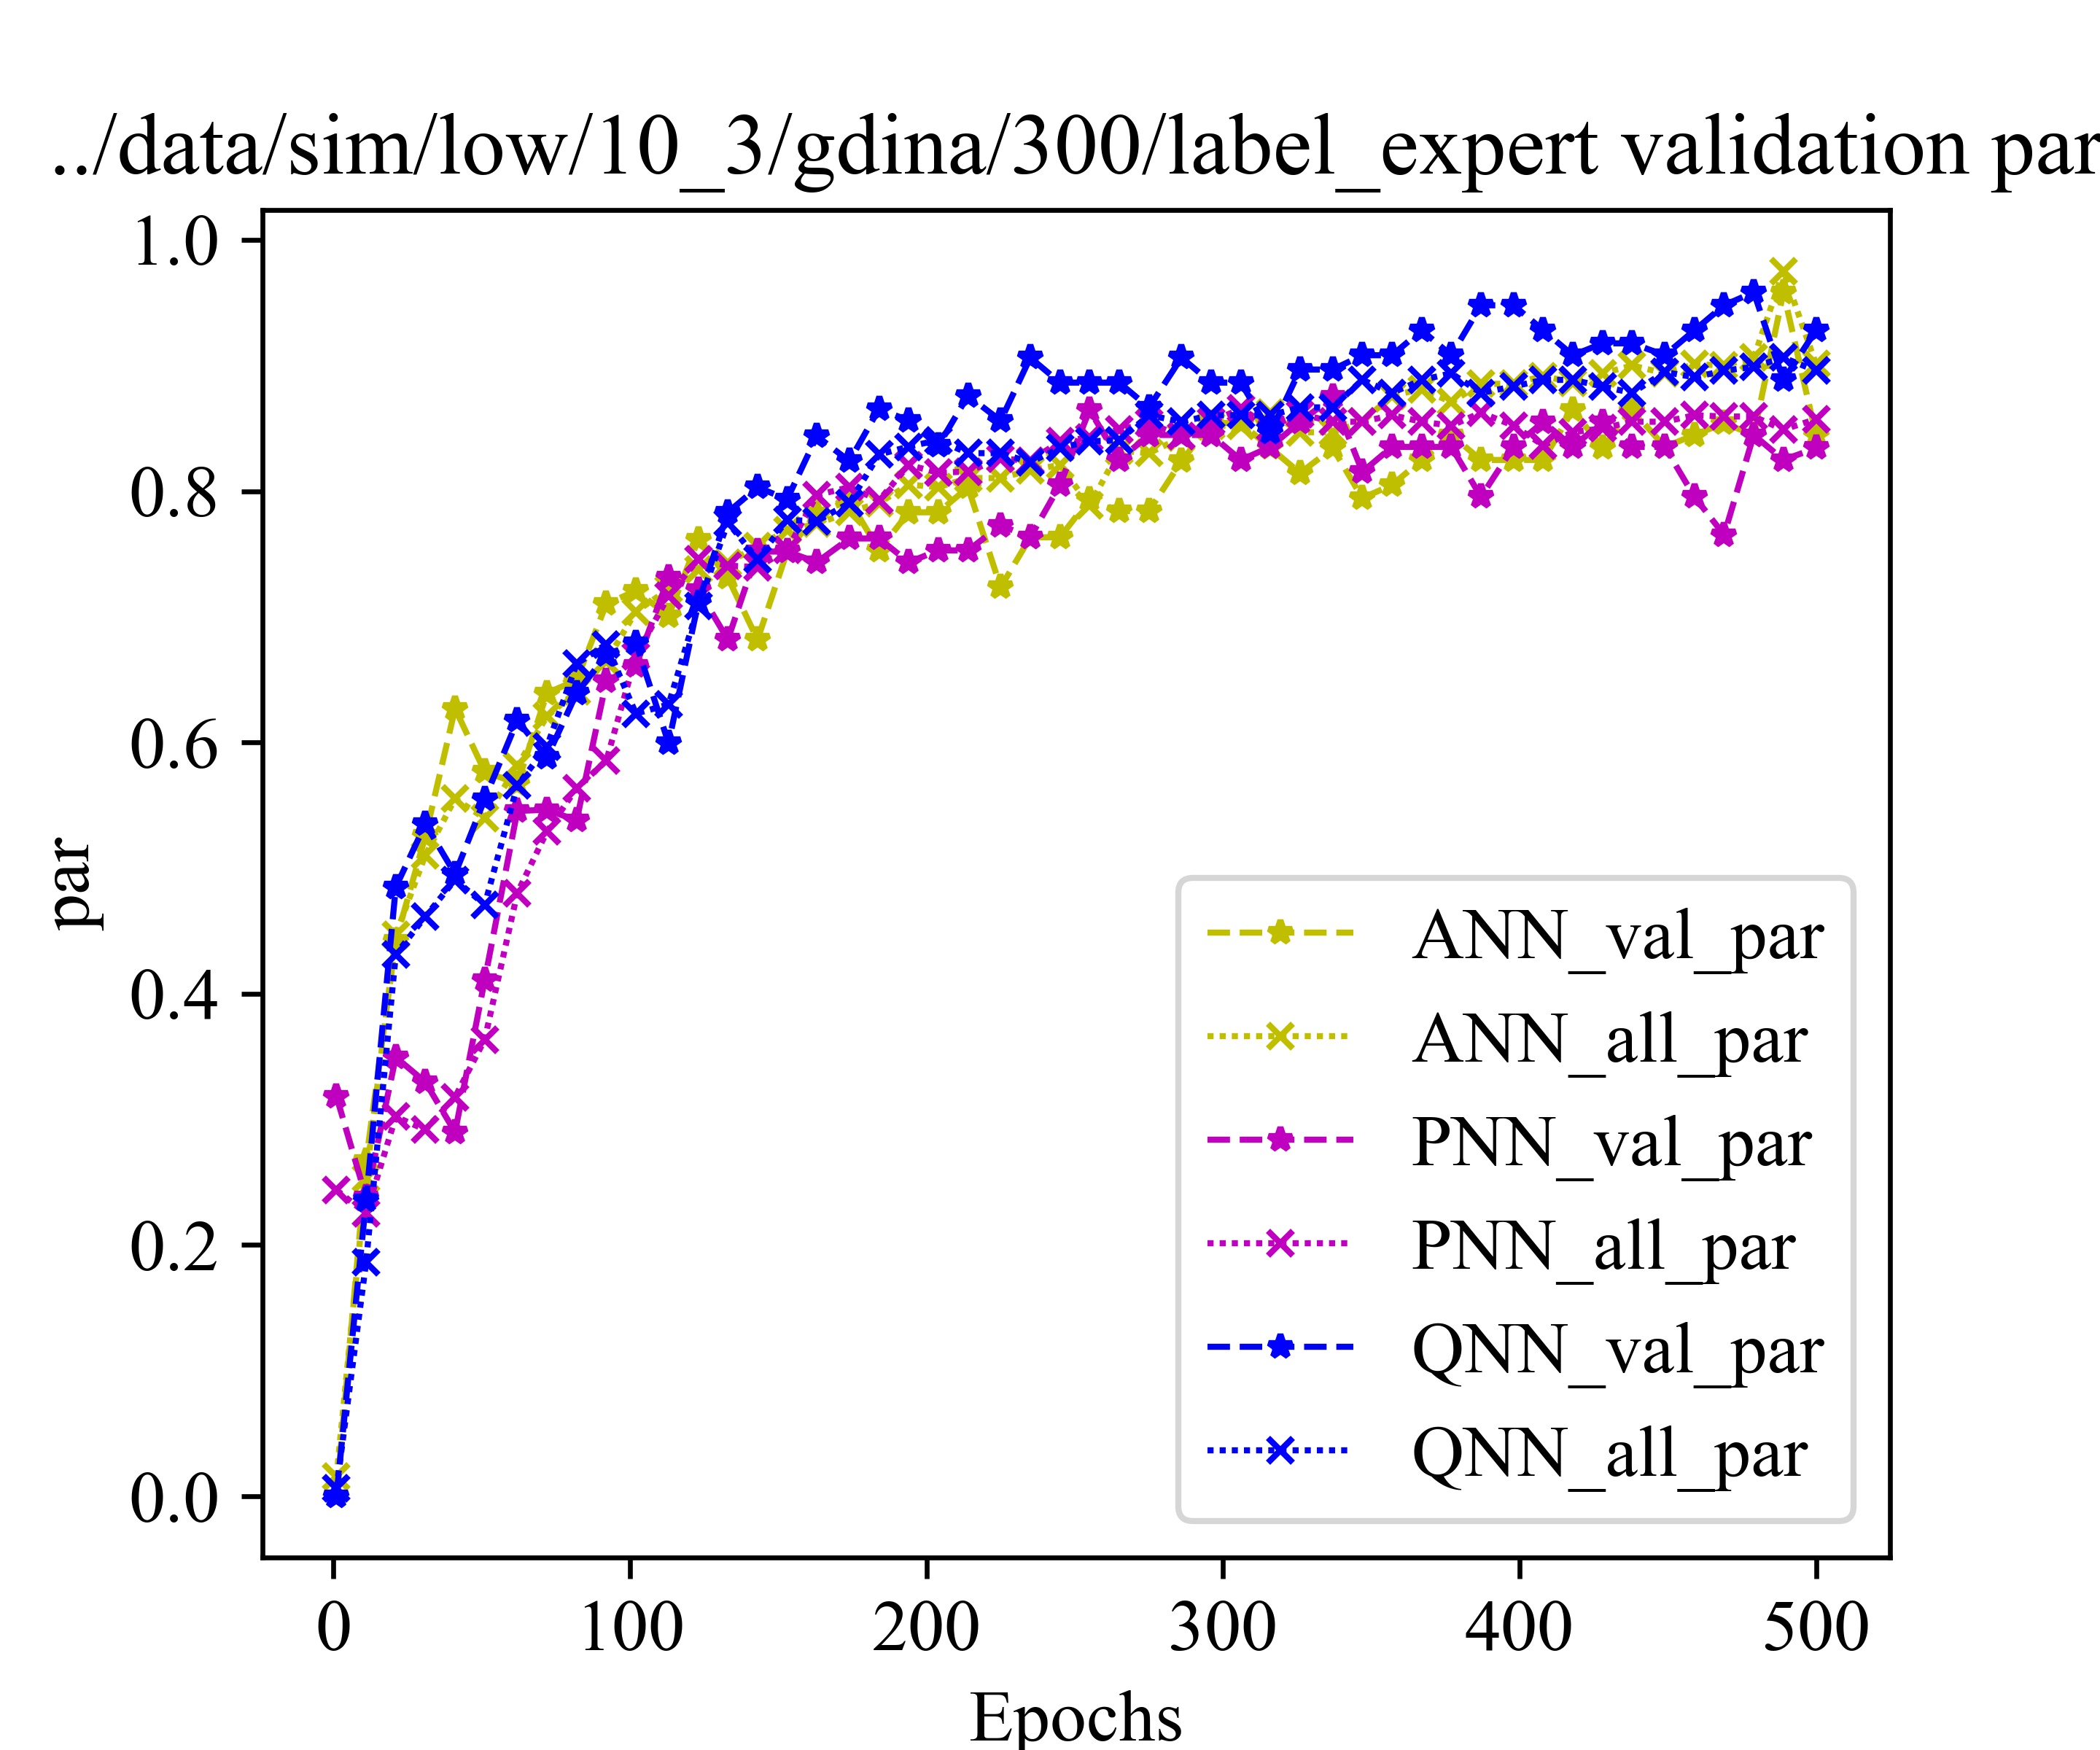 ../data/sim/low/10_3/gdina/300/label_expert validation par
1.0
0.8
0.6
0.4
0.2
0.0
par
ANN_val_par
ANN_all_par
PNN_val_par
PNN_all_par
QNN_val_par
QNN_all_par
0 100 200 300 400 500
Epochs